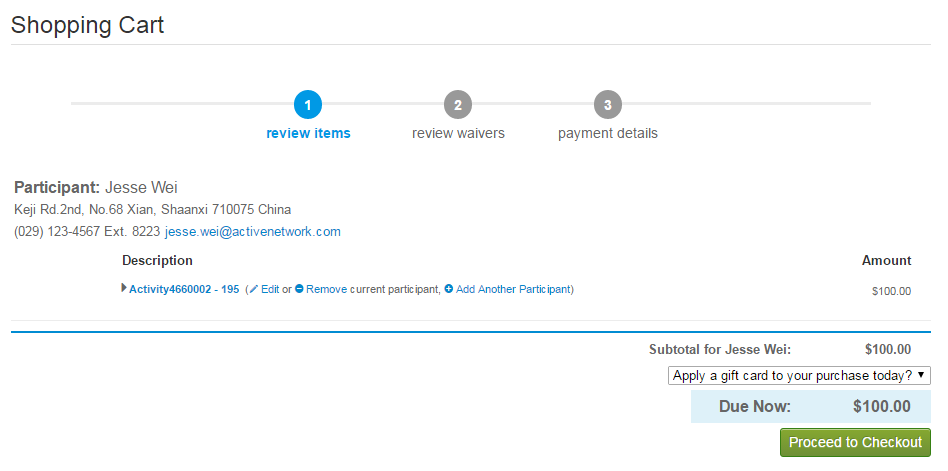 Shopping Cart
1 2 3
review items review waivers payment details
Participant: Jesse Wei
Keji Rd.2nd, No.68 Xian, Shaanxi 710075 China
(029) 123-4567 Ext. 8223 jesse.wei@activenetwork.com
Description Amount
Activity4660002 - 195 (Edit or Remove current participant, Add Another Participant) $100.00
Subtotal for Jesse Wei: $100.00
Apply a gift card to your purchase today?
Due Now: $100.00
Proceed to Checkout